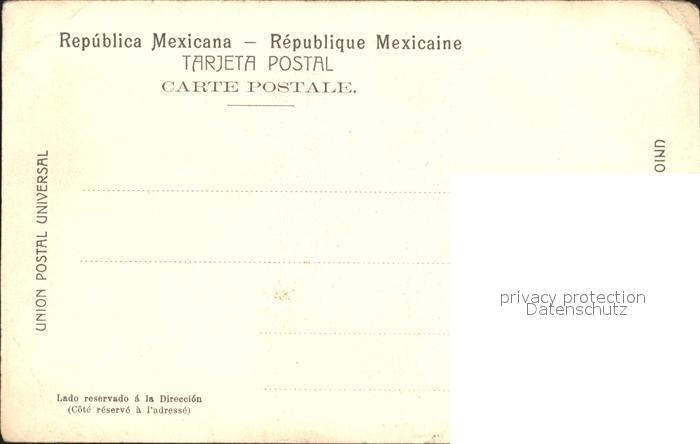 República Mexicana — République Mexicaine
TARJETA POSTAL
CARTE POSTALE.
UNION POSTAL UNIVERSAL
UNIO
privacy protection
Datenschutz
Lado reservado á la Dirección
(Côté réservé à l'adressé)